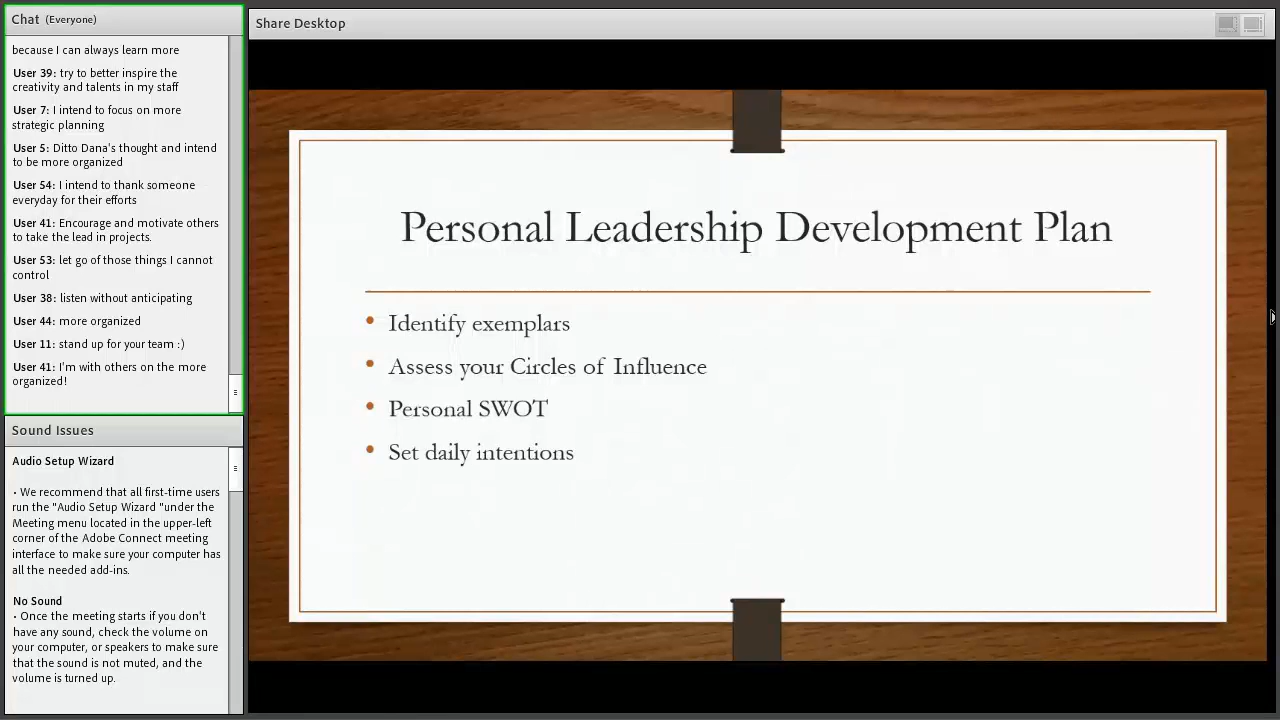 Chat (Everyone)
because I can always learn more
User 39: try to better inspire the
creativity and talents in my staff
User 7: I intend to focus on more
strategic planning
User 5: Ditto Dana's thought and intend
to be more organized
User 54: I intend to thank someone
everyday for their efforts
User 41: Encourage and motivate others
to take the lead in projects.
User 53: let go of those things I cannot
control
User 38: listen without anticipating
User 44: more organized
User 11: stand up for your team :)
User 41: I'm with others on the more
organized!
Sound Issues
Audio Setup Wizard
• We recommend that all first-time users
run the "Audio Setup Wizard "under the
Meeting menu located in the upper-left
corner of the Adobe Connect meeting
interface to make sure your computer has
all the needed add-ins.
No Sound
• Once the meeting starts if you don't
have any sound, check the volume on
your computer, or speakers to make sure
that the sound is not muted, and the
volume is turned up.
Share Desktop
Personal Leadership Development Plan
• Identify exemplars
• Assess your Circles of Influence
• Personal SWOT
• Set daily intentions